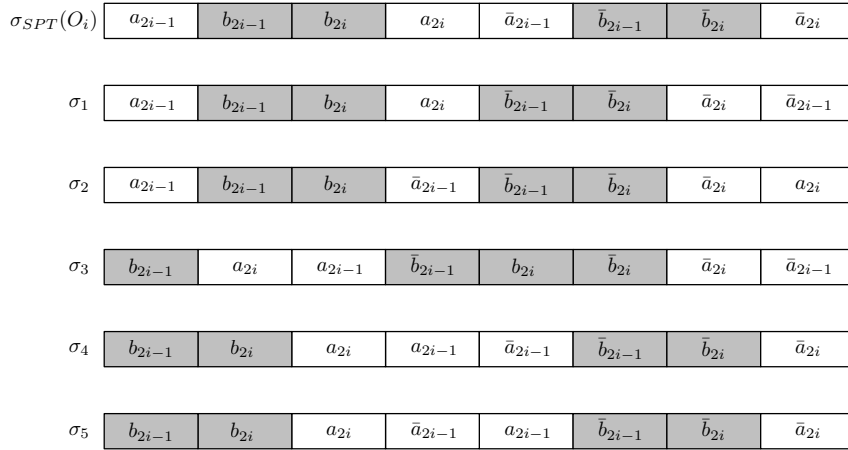 σ_{SPT}(O_i) a_{2i−1} b_{2i−1} b_{2i} a_{2i} ā_{2i−1} b̄_{2i−1} b̄_{2i} ā_{2i}
σ_1 a_{2i−1} b_{2i−1} b_{2i} a_{2i} b̄_{2i−1} b̄_{2i} ā_{2i} ā_{2i−1}
σ_2 a_{2i−1} b_{2i−1} b_{2i} ā_{2i−1} b̄_{2i−1} b̄_{2i} ā_{2i} a_{2i}
σ_3 b_{2i−1} a_{2i} a_{2i−1} b̄_{2i−1} b_{2i} b̄_{2i} ā_{2i} ā_{2i−1}
σ_4 b_{2i−1} b_{2i} a_{2i} a_{2i−1} ā_{2i−1} b̄_{2i−1} b̄_{2i} ā_{2i}
σ_5 b_{2i−1} b_{2i} a_{2i} ā_{2i−1} a_{2i−1} b̄_{2i−1} b̄_{2i} ā_{2i}